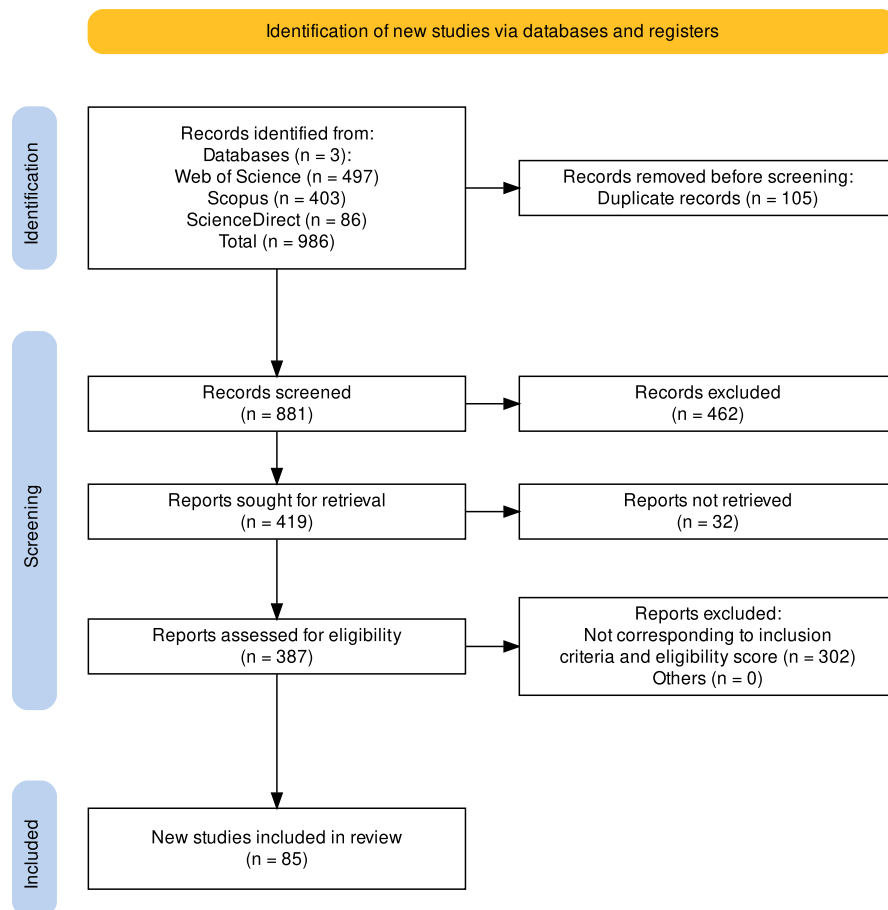 Identification of new studies via databases and registers
Identification
Records identified from:
Databases (n = 3):
Web of Science (n = 497)
Scopus (n = 403)
ScienceDirect (n = 86)
Total (n = 986)
Records removed before screening:
Duplicate records (n = 105)
Screening
Records screened
(n = 881)
Records excluded
(n = 462)
Reports sought for retrieval
(n = 419)
Reports not retrieved
(n = 32)
Reports assessed for eligibility
(n = 387)
Reports excluded:
Not corresponding to inclusion
criteria and eligibility score (n = 302)
Others (n = 0)
Included
New studies included in review
(n = 85)